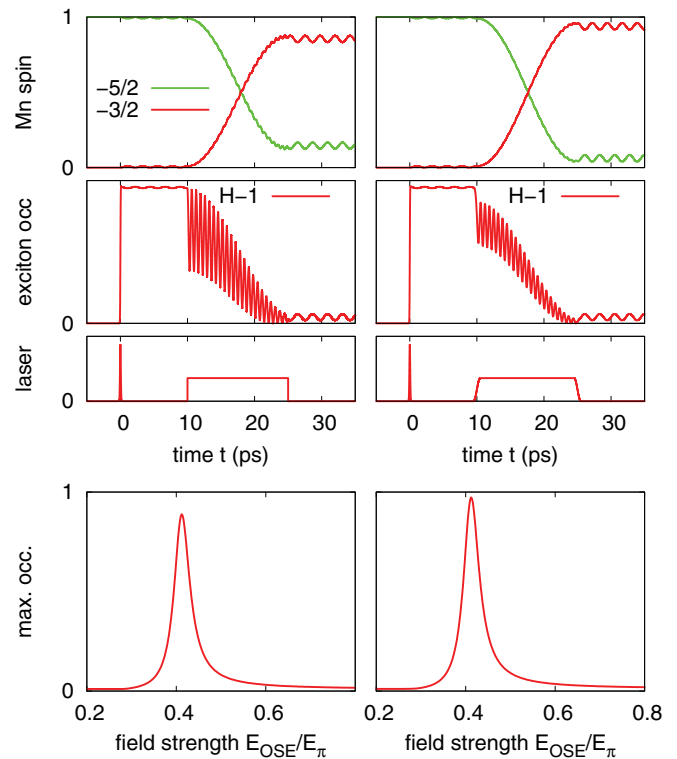 1
Mn spin
−5/2
−3/2
0
exciton occ
H−1
H−1
0
laser
0
0 10 20 30
0 10 20 30
time t (ps)
time t (ps)
1
max. occ.
0
0.2 0.4 0.6
0.2 0.4 0.6 0.8
field strength E_OSE/E_π
field strength E_OSE/E_π